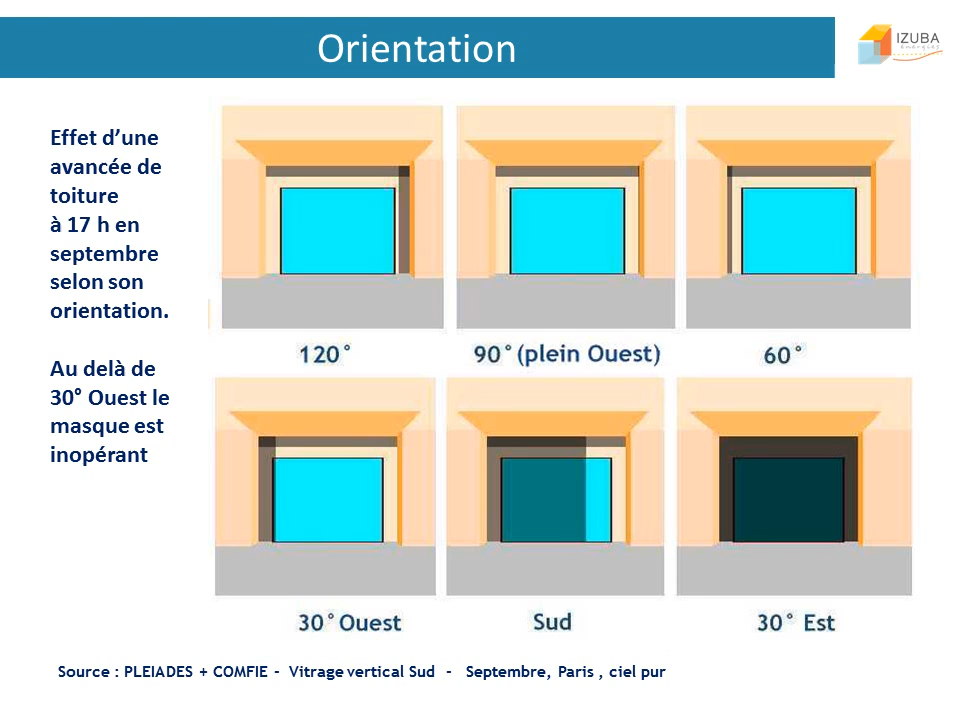 Orientation
IZUBA
énergies
Effet d’une
avancée de
toiture
à 17 h en
septembre
selon son
orientation.
Au delà de
30° Ouest le
masque est
inopérant
120°
90°(plein Ouest)
60°
30°Ouest
Sud
30° Est
Source : PLEIADES + COMFIE - Vitrage vertical Sud - Septembre, Paris , ciel pur